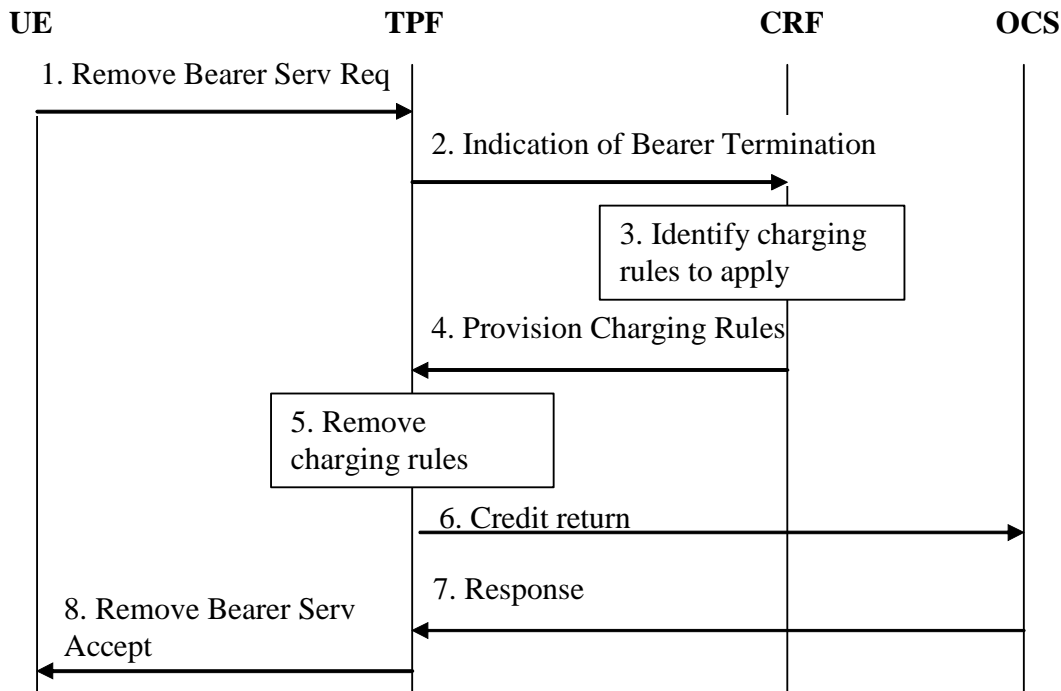 UE TPF CRF OCS
1. Remove Bearer Serv Req
2. Indication of Bearer Termination
3. Identify charging
rules to apply
4. Provision Charging Rules
5. Remove
charging rules
6. Credit return
7. Response
8. Remove Bearer Serv
Accept